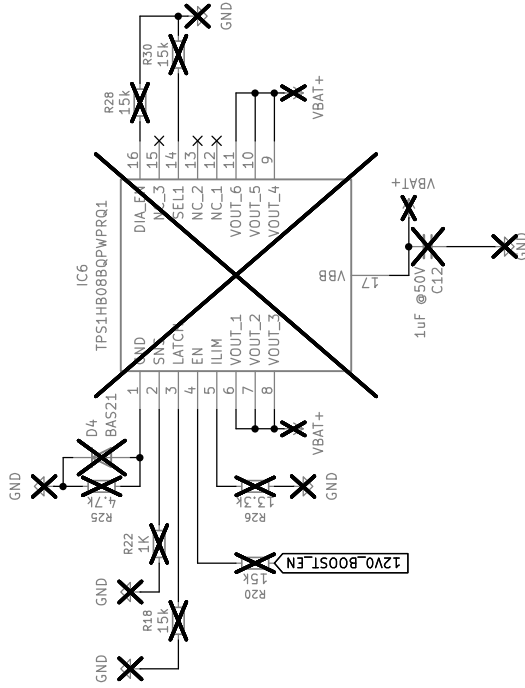 GND
R30
15k
R28
15k
VBAT+
16
15
14
13
12
11
10
9
DIA_EN
NC_3
SEL1
NC_2
NC_1
VOUT_6
VOUT_5
VOUT_4
VBAT+
IC6
TPS1HB08BQPWPRQ1
VBB
17
1uF @50V
C12
GND
GND
SNS
LATCH
EN
ILIM
VOUT_1
VOUT_2
VOUT_3
1
2
3
4
5
6
7
8
D4
BAS21
VBAT+
GND
R25
4.7k
R26
13.3k
GND
R22
1K
GND
R20
15k
12V0_BOOST_EN
R18
15k
GND